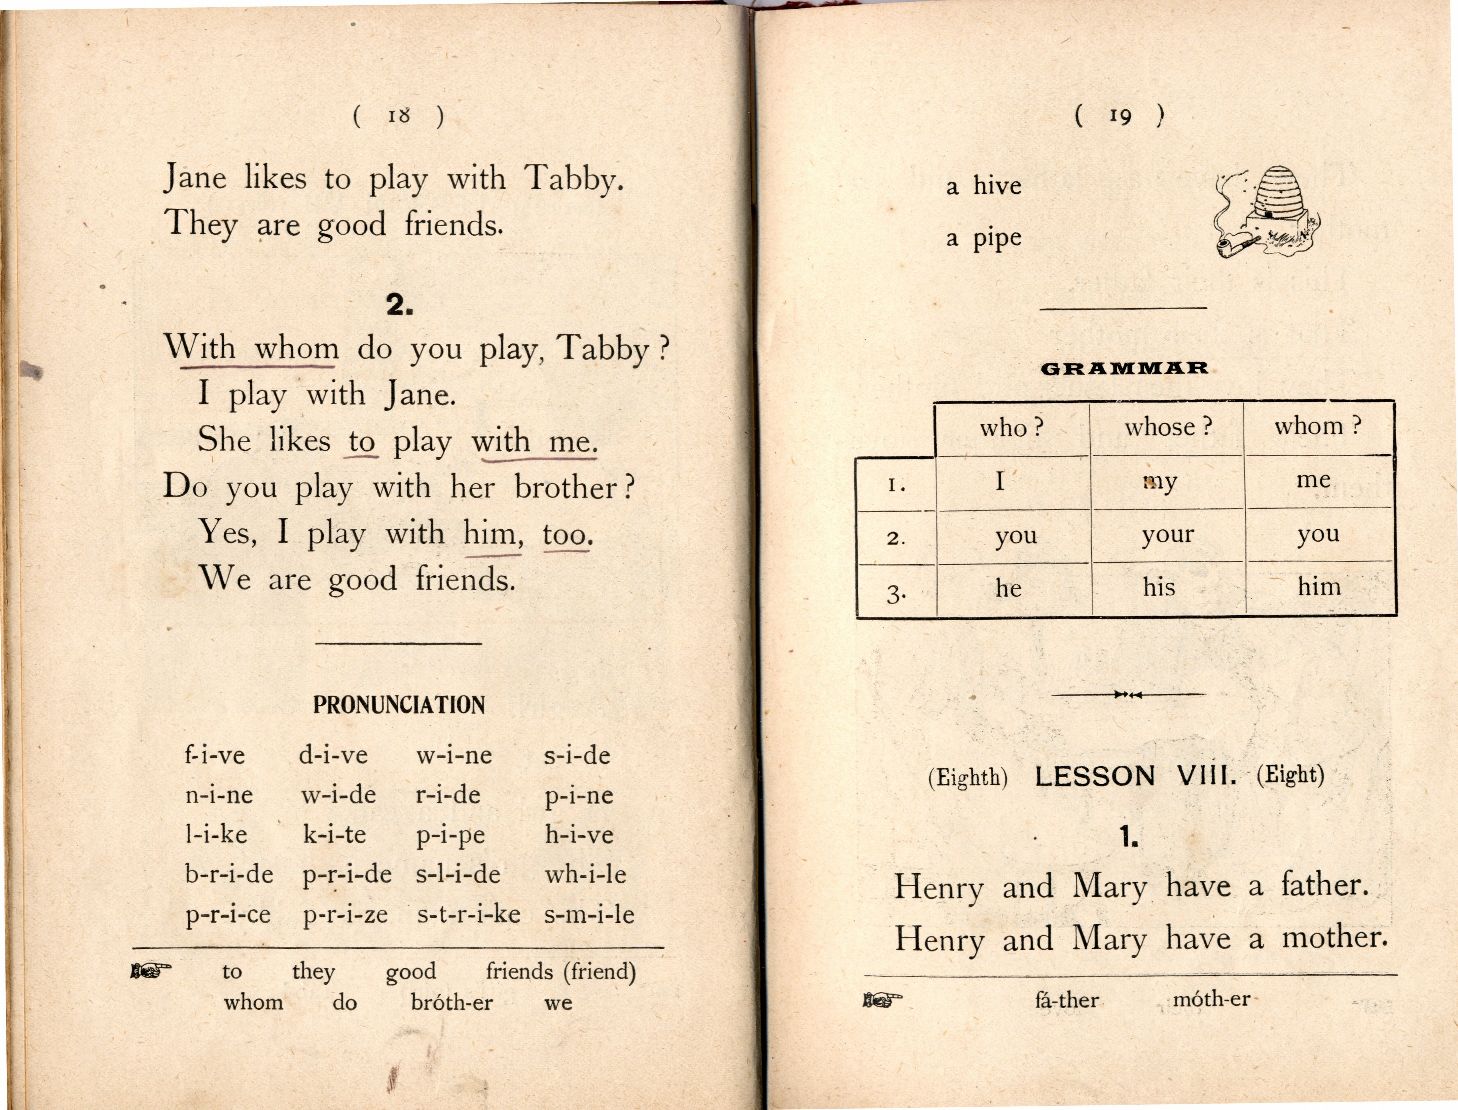 ( 18 )
Jane likes to play with Tabby.
They are good friends.
2.
With whom do you play, Tabby ?
I play with Jane.
She likes to play with me.
Do you play with her brother ?
Yes, I play with him, too.
We are good friends.
PRONUNCIATION
f-i-ve d-i-ve w-i-ne s-i-de
n-i-ne w-i-de r-i-de p-i-ne
l-i-ke k-i-te p-i-pe h-i-ve
b-r-i-de p-r-i-de s-l-i-de wh-i-le
p-r-i-ce p-r-i-ze s-t-r-i-ke s-m-i-le
to they good friends (friend)
whom do bróth-er we
( 19 )
a hive
a pipe
GRAMMAR
who ? whose ? whom ?
1. I my me
2. you your you
3. he his him
(Eighth) LESSON VIII. (Eight)
1.
Henry and Mary have a father.
Henry and Mary have a mother.
fá-ther móth-er